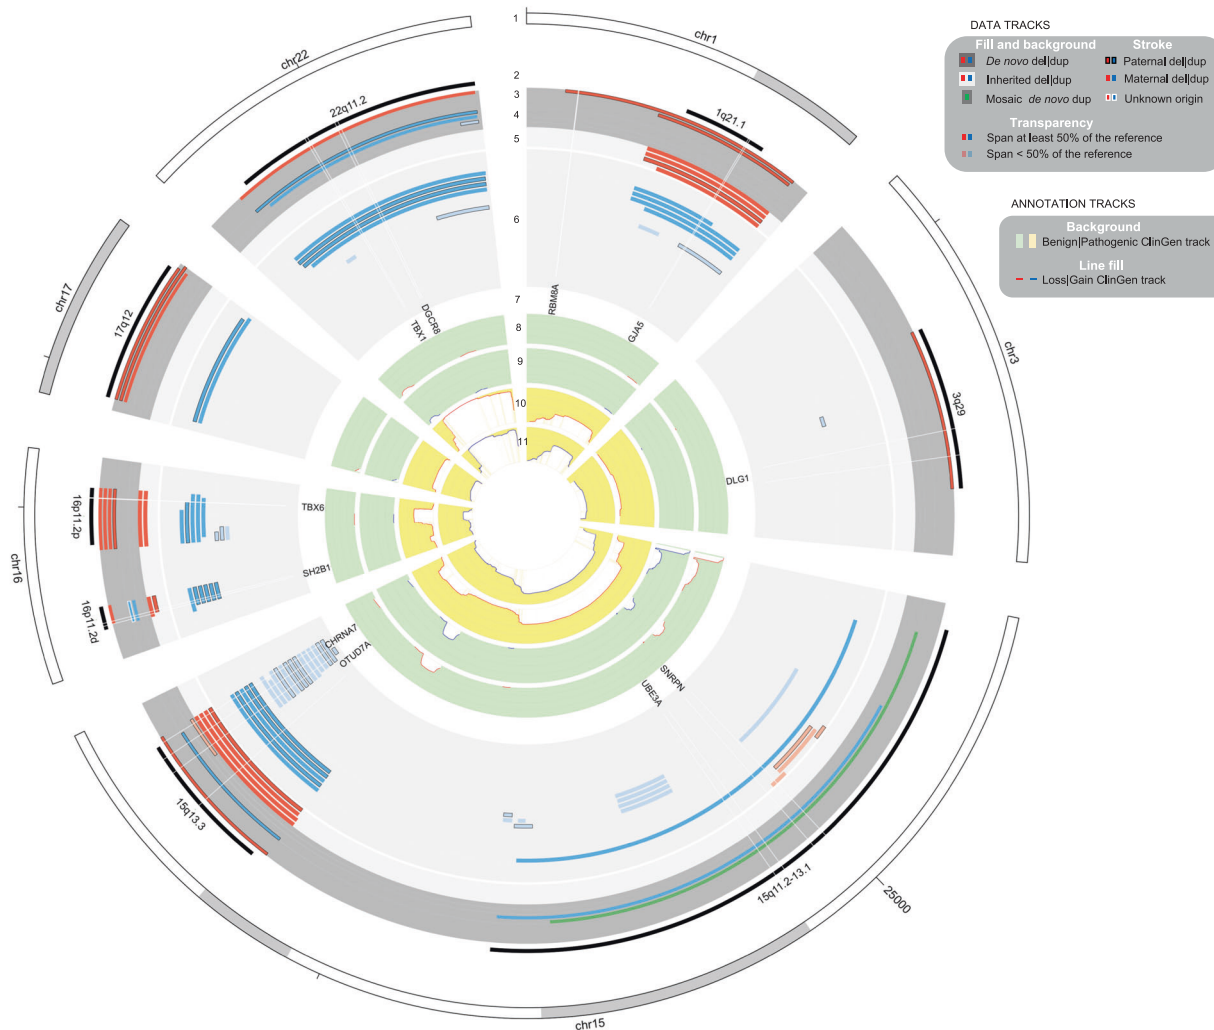 DATA TRACKS
Fill and background
Stroke
De novo del|dup
Paternal del|dup
Inherited del|dup
Maternal del|dup
Mosaic de novo dup
Unknown origin
Transparency
Span at least 50% of the reference
Span < 50% of the reference
ANNOTATION TRACKS
Background
Benign|Pathogenic ClinGen track
Line fill
Loss|Gain ClinGen track
1
2
3
4
5
6
7
8
9
10
11
chr1
1q21.1
RBM8A
GJA5
chr3
3q29
DLG1
chr15
25000
15q11.2-13.1
SNRPN
UBE3A
15q13.3
CHRNA7
OTUD7A
chr16
16p11.2p
16p11.2d
TBX6
SH2B1
chr17
17q12
chr22
22q11.2
DGCR8
TBX1